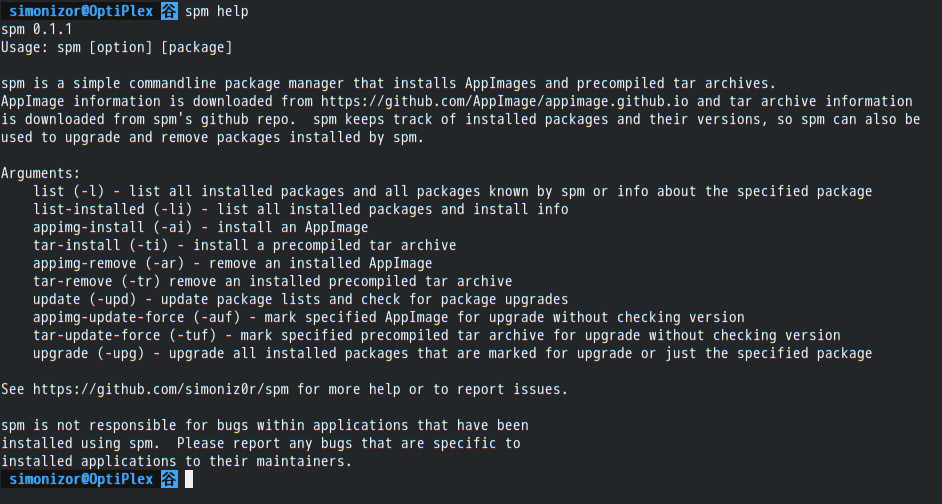 simonizor@OptiPlex 谷 spm help
spm 0.1.1
Usage: spm [option] [package]
spm is a simple commandline package manager that installs AppImages and precompiled tar archives.
AppImage information is downloaded from https://github.com/AppImage/appimage.github.io and tar archive information
is downloaded from spm's github repo.  spm keeps track of installed packages and their versions, so spm can also be
used to upgrade and remove packages installed by spm.
Arguments:
list (-l) - list all installed packages and all packages known by spm or info about the specified package
list-installed (-li) - list all installed packages and install info
appimg-install (-ai) - install an AppImage
tar-install (-ti) - install a precompiled tar archive
appimg-remove (-ar) - remove an installed AppImage
tar-remove (-tr) remove an installed precompiled tar archive
update (-upd) - update package lists and check for package upgrades
appimg-update-force (-auf) - mark specified AppImage for upgrade without checking version
tar-update-force (-tuf) - mark specified precompiled tar archive for upgrade without checking version
upgrade (-upg) - upgrade all installed packages that are marked for upgrade or just the specified package
See https://github.com/simoniz0r/spm for more help or to report issues.
spm is not responsible for bugs within applications that have been
installed using spm.  Please report any bugs that are specific to
installed applications to their maintainers.
simonizor@OptiPlex 谷